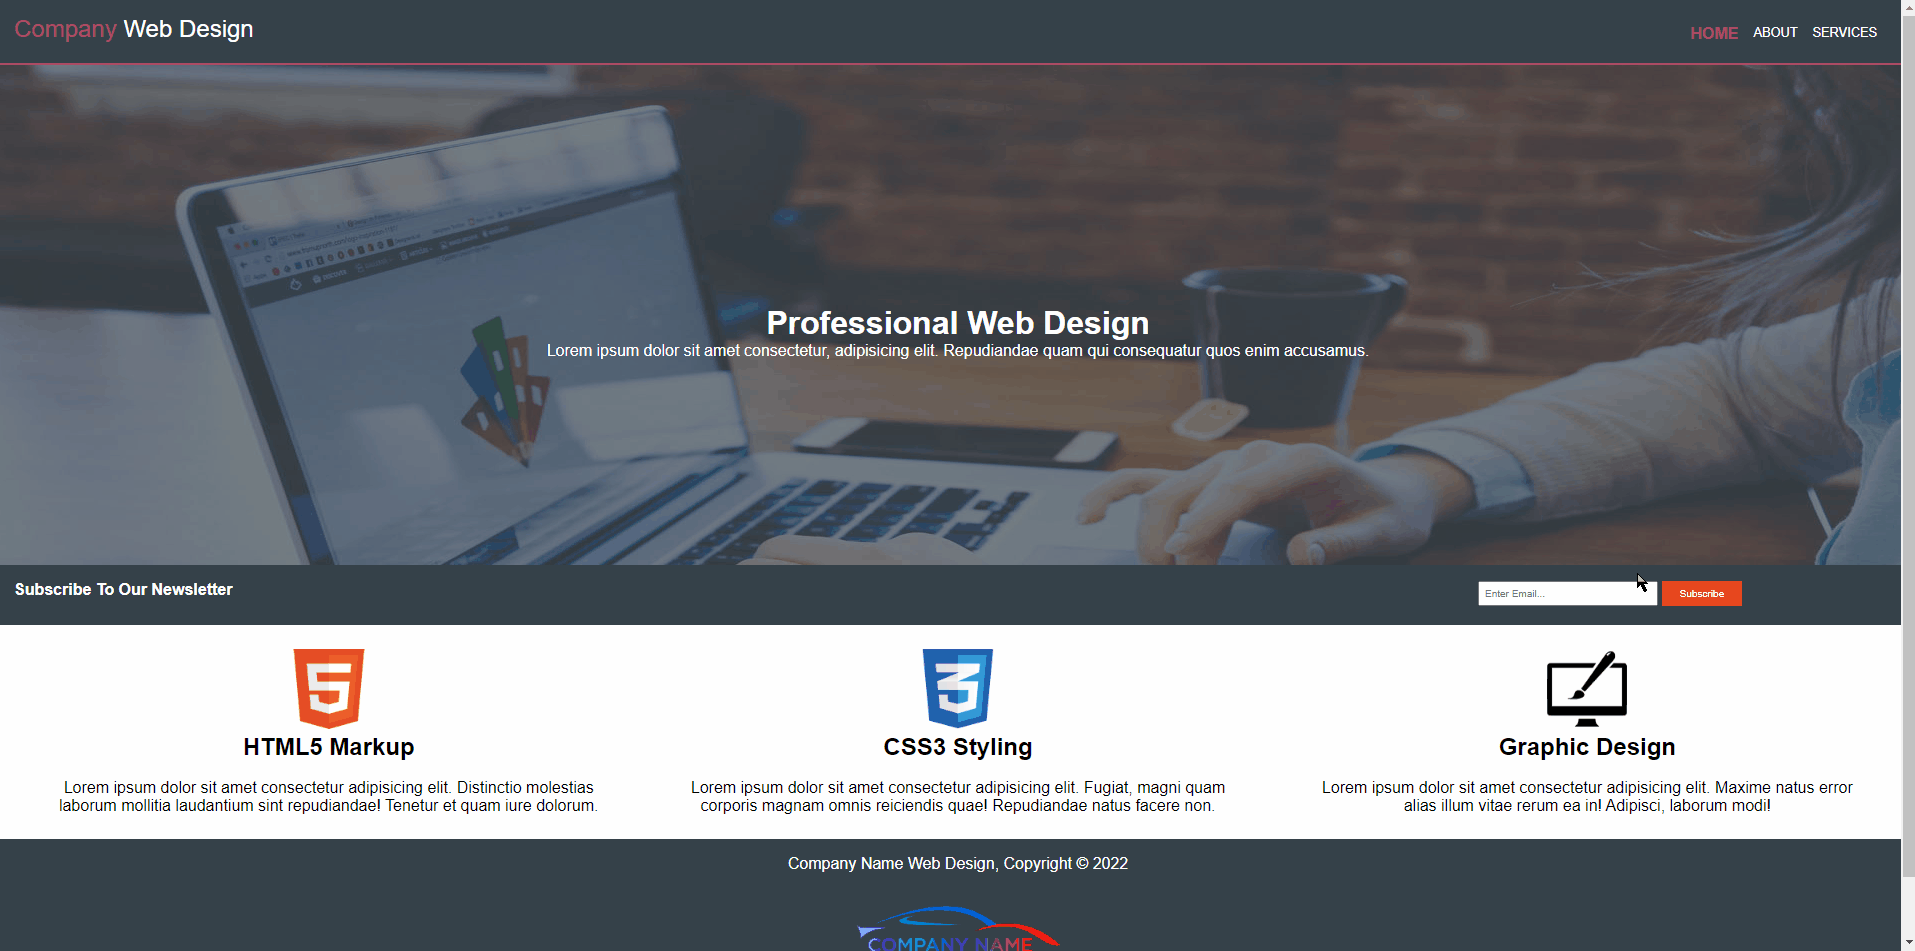 Company Web Design
HOME ABOUT SERVICES
Professional Web Design
Lorem ipsum dolor sit amet consectetur, adipisicing elit. Repudiandae quam qui consequatur quos enim accusamus.
Subscribe To Our Newsletter
Enter Email...
Subscribe
HTML5 Markup
Lorem ipsum dolor sit amet consectetur adipisicing elit. Distinctio molestias
laborum mollitia laudantium sint repudiandae! Tenetur et quam iure dolorum.
CSS3 Styling
Lorem ipsum dolor sit amet consectetur adipisicing elit. Fugiat, magni quam
corporis magnam omnis reiciendis quae! Repudiandae natus facere non.
Graphic Design
Lorem ipsum dolor sit amet consectetur adipisicing elit. Maxime natus error
alias illum vitae rerum ea in! Adipisci, laborum modi!
Company Name Web Design, Copyright © 2022
COMPANY NAME